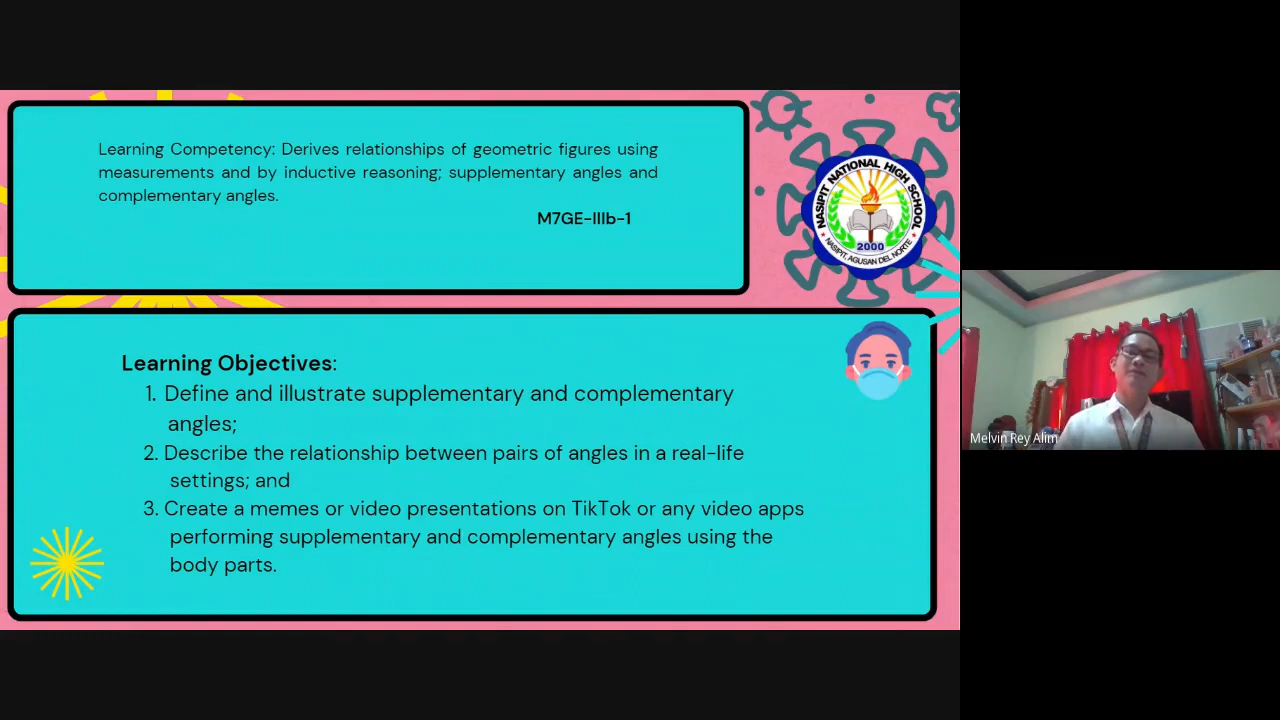 Learning Competency: Derives relationships of geometric figures using
measurements and by inductive reasoning; supplementary angles and
complementary angles.
M7GE-IIIb-1
NASIPIT NATIONAL HIGH SCHOOL
2000
NASIPIT, AGUSAN DEL NORTE
Learning Objectives:
1. Define and illustrate supplementary and complementary
angles;
2. Describe the relationship between pairs of angles in a real-life
settings; and
3. Create a memes or video presentations on TikTok or any video apps
performing supplementary and complementary angles using the
body parts.
Melvin Rey Alim